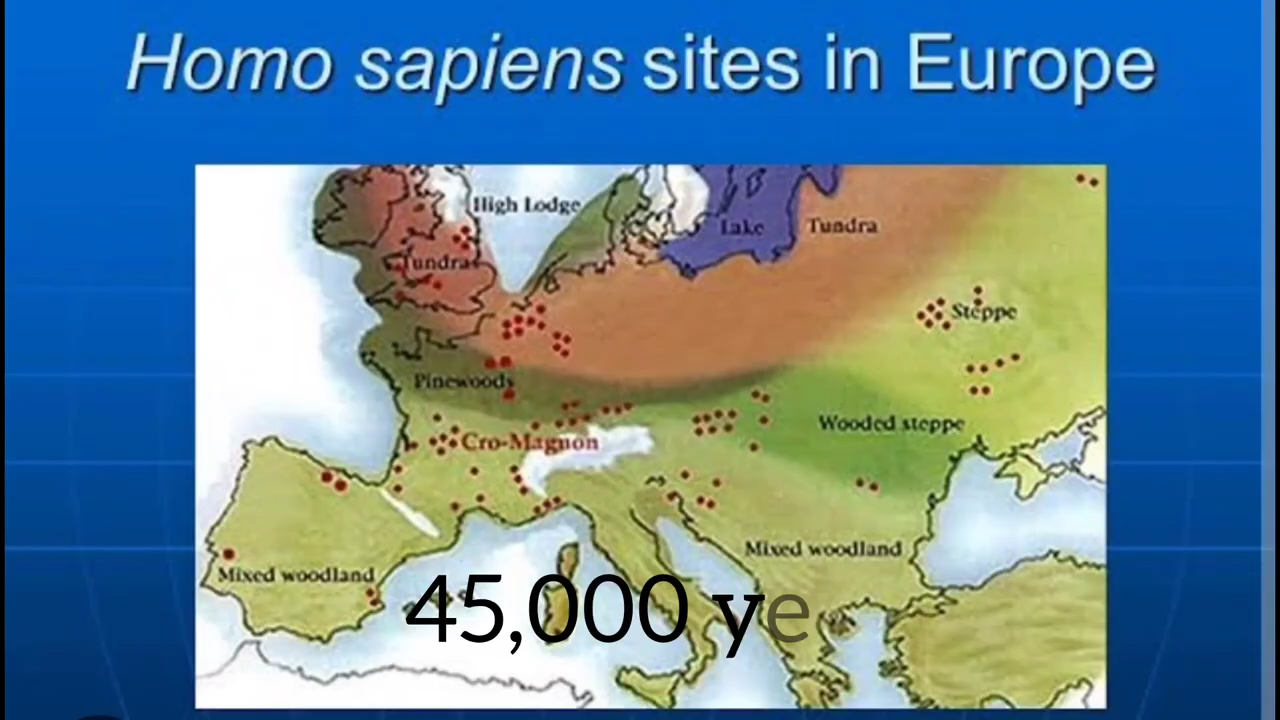 Homo sapiens sites in Europe
High Lodge
Lake
Tundra
Tundra
Steppe
Pinewoods
Wooded steppe
Cro-Magnon
Mixed woodland
Mixed woodland
45,000 ye